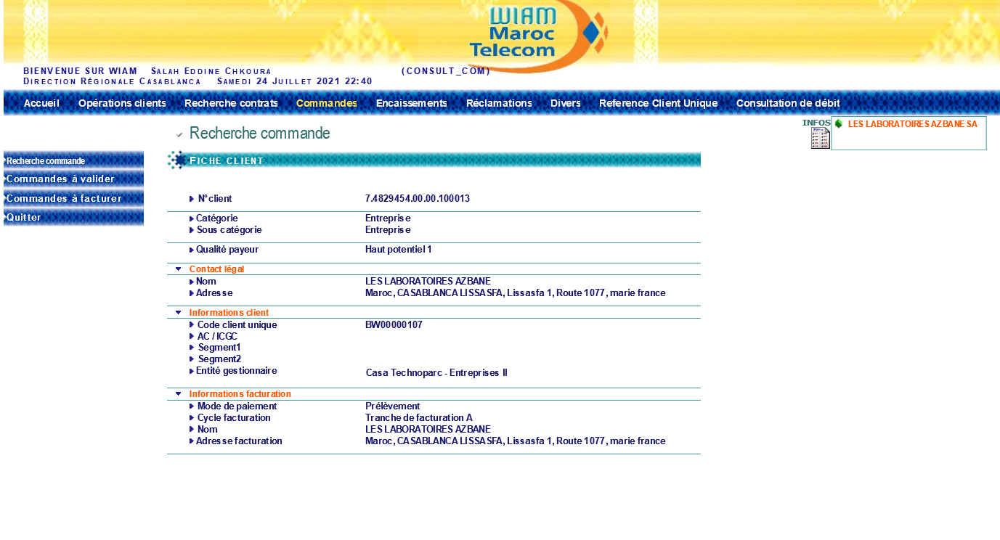 WIAM
Maroc
Telecom
BIENVENUE SUR WIAM SALAH EDDINE CHKOURA (CONSULT_COM)
DIRECTION RÉGIONALE CASABLANCA SAMEDI 24 JUILLET 2021 22:40
Accueil Opérations clients Recherche contrats Commandes Encaissements Réclamations Divers Reference Client Unique Consultation de débit
INFOS LES LABORATOIRES AZBANE SA
Recherche commande
Recherche commande
Commandes à valider
Commandes à facturer
Quitter
FICHE CLIENT
N° client 7.4829454.00.00.100013
Catégorie Entreprise
Sous catégorie Entreprise
Qualité payeur Haut potentiel 1
Contact légal
Nom LES LABORATOIRES AZBANE
Adresse Maroc, CASABLANCA LISSASFA, Lissasfa 1, Route 1077, marie france
Informations client
Code client unique BW00000107
AC / ICGC
Segment1
Segment2
Entité gestionnaire Casa Technoparc - Entreprises II
Informations facturation
Mode de paiement Prélèvement
Cycle facturation Tranche de facturation A
Nom LES LABORATOIRES AZBANE
Adresse facturation Maroc, CASABLANCA LISSASFA, Lissasfa 1, Route 1077, marie france